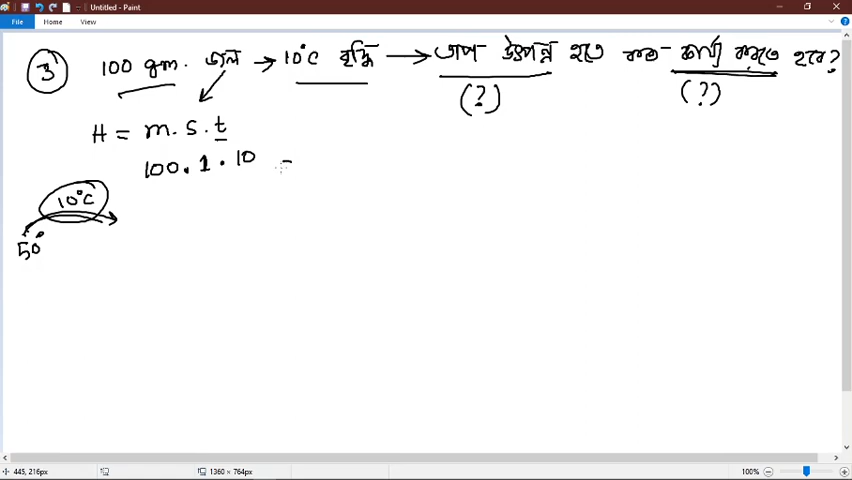 Untitled - Paint
File Home View
3 100 gm. জল → 10°C বৃদ্ধি → তাপ উৎপন্ন হতে কত কার্য্য করতে হবে?
(?) (?)
H = m.s.t
100.1.10 =
10°C
50°
445, 216px 1360 × 764px 100%